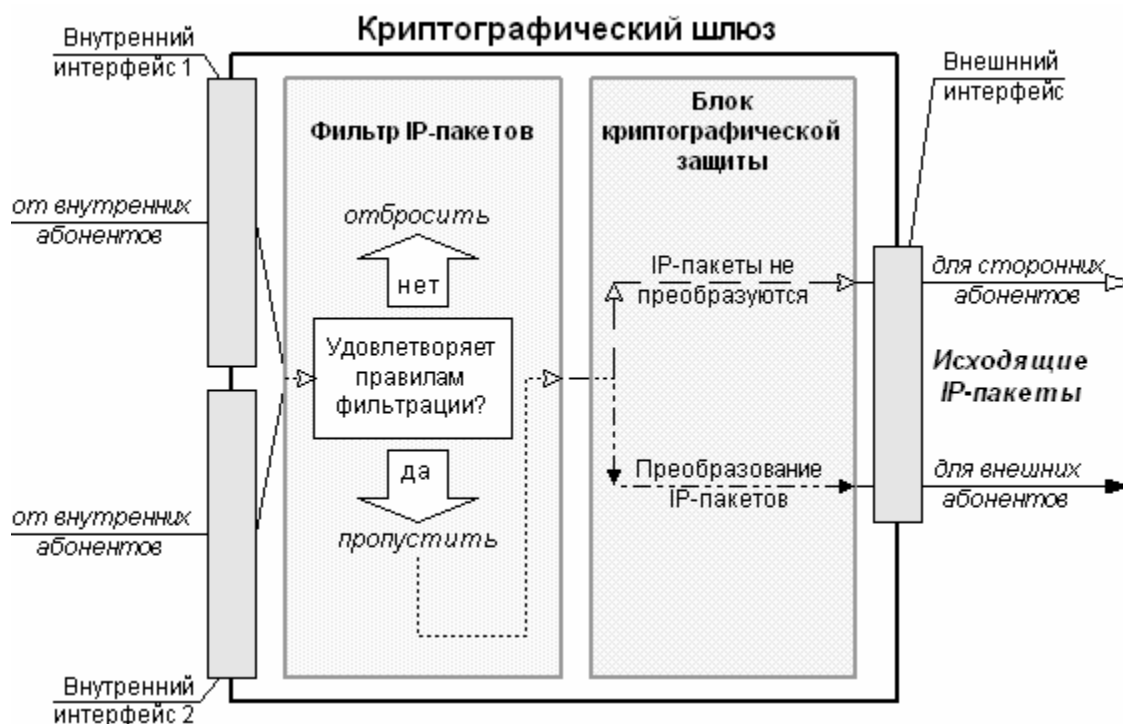 Криптографический шлюз
Внутренний
интерфейс 1
Внешнний
интерфейс
Фильтр IP-пакетов
Блок
криптографической
защиты
от внутренних
абонентов
отбросить
нет
Удовлетворяет
правилам
фильтрации?
да
пропустить
IP-пакеты не
преобразуются
для сторонних
абонентов
Исходящие
IP-пакеты
Преобразование
IP-пакетов
для внешних
абонентов
от внутренних
абонентов
Внутренний
интерфейс 2